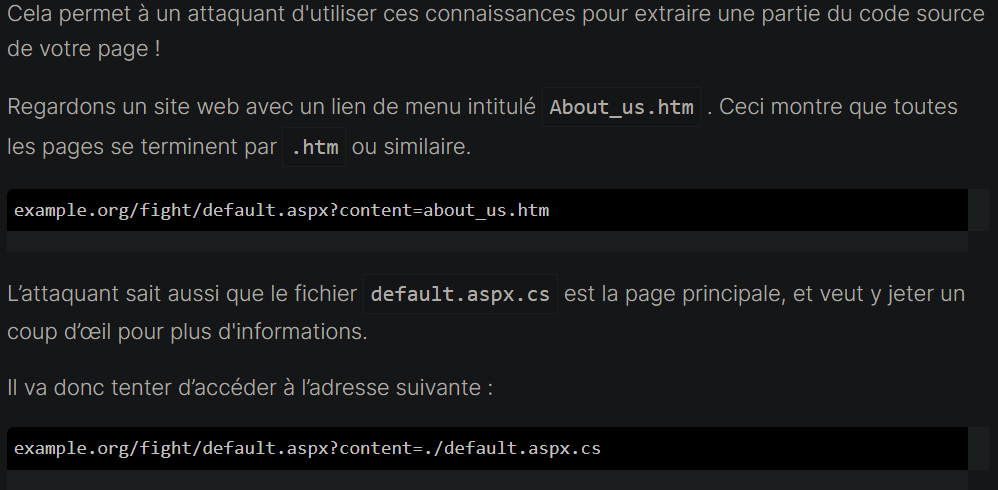 Cela permet à un attaquant d'utiliser ces connaissances pour extraire une partie du code source
de votre page !
Regardons un site web avec un lien de menu intitulé About_us.htm . Ceci montre que toutes
les pages se terminent par .htm ou similaire.
example.org/fight/default.aspx?content=about_us.htm
L’attaquant sait aussi que le fichier default.aspx.cs est la page principale, et veut y jeter un
coup d’œil pour plus d'informations.
Il va donc tenter d’accéder à l’adresse suivante :
example.org/fight/default.aspx?content=./default.aspx.cs